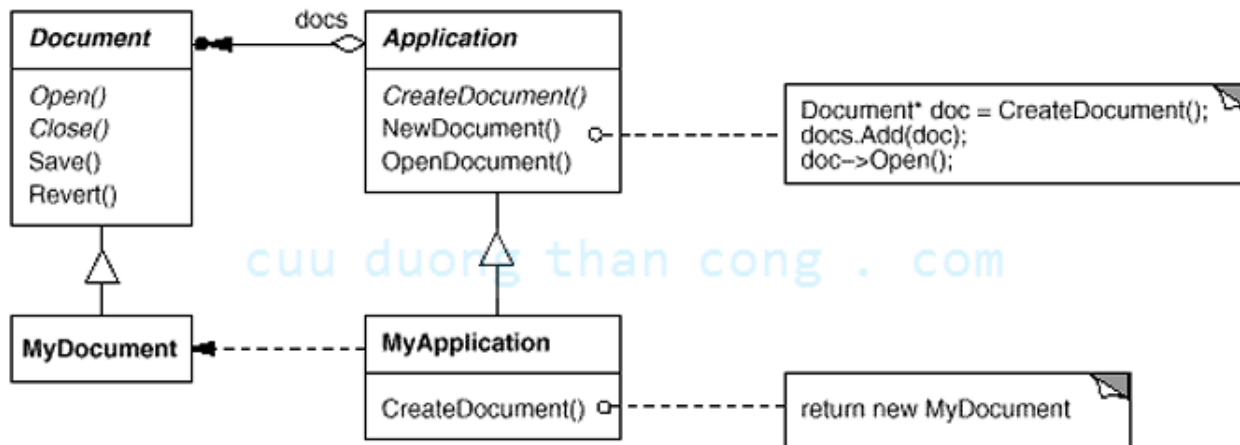 docs
Document
Open()
Close()
Save()
Revert()
Application
CreateDocument()
NewDocument()
OpenDocument()
Document* doc = CreateDocument();
docs.Add(doc);
doc->Open();
cuu duong than cong . com
MyDocument
MyApplication
CreateDocument()
return new MyDocument